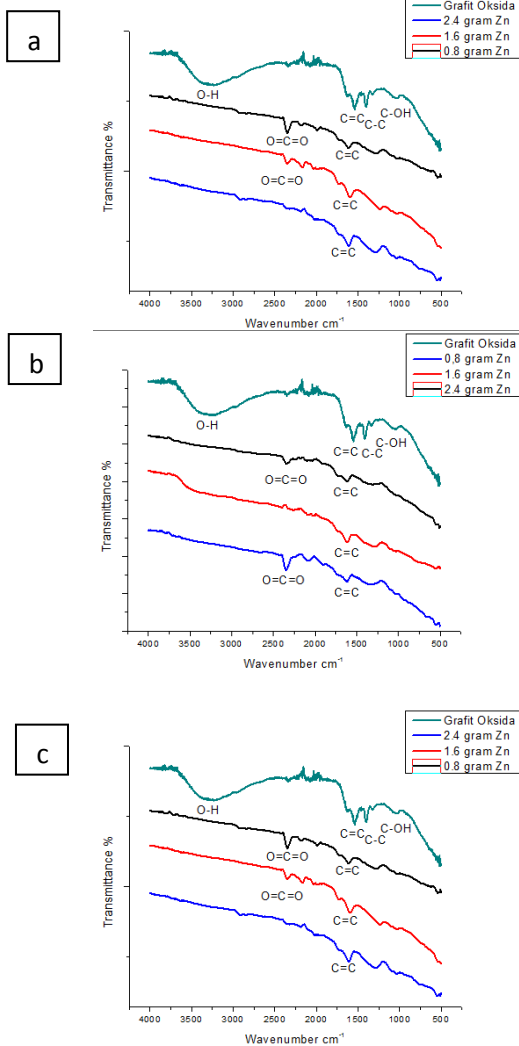 a
Grafit Oksida
2.4 gram Zn
1.6 gram Zn
0.8 gram Zn
O-H
C=C
C-C
C-OH
O=C=O
C=C
O=C=O
C=C
C=C
Transmittance %
4000 3500 3000 2500 2000 1500 1000 500
Wavenumber cm-1
b
Grafit Oksida
0,8 gram Zn
1.6 gram Zn
2.4 gram Zn
O-H
C=C
C-C
C-OH
O=C=O
C=C
C=C
O=C=O
C=C
Transmittance %
4000 3500 3000 2500 2000 1500 1000 500
Wavenumber cm-1
c
Grafit Oksida
2.4 gram Zn
1.6 gram Zn
0.8 gram Zn
O-H
C=C
C-C
C-OH
O=C=O
C=C
O=C=O
C=C
C=C
Transmittance %
4000 3500 3000 2500 2000 1500 1000 500
Wavenumber cm-1